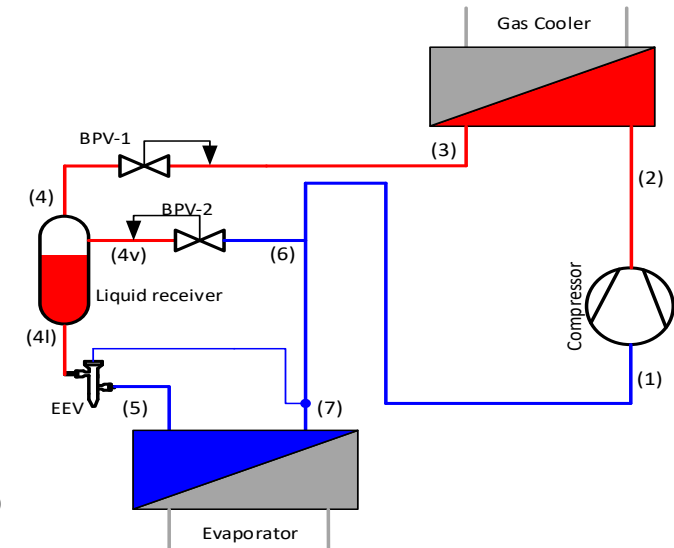 Gas Cooler
BPV-1
(3)
(2)
(4)
BPV-2
(4v)
(6)
Liquid receiver
Compressor
(4l)
(1)
EEV
(5)
(7)
Evaporator
)